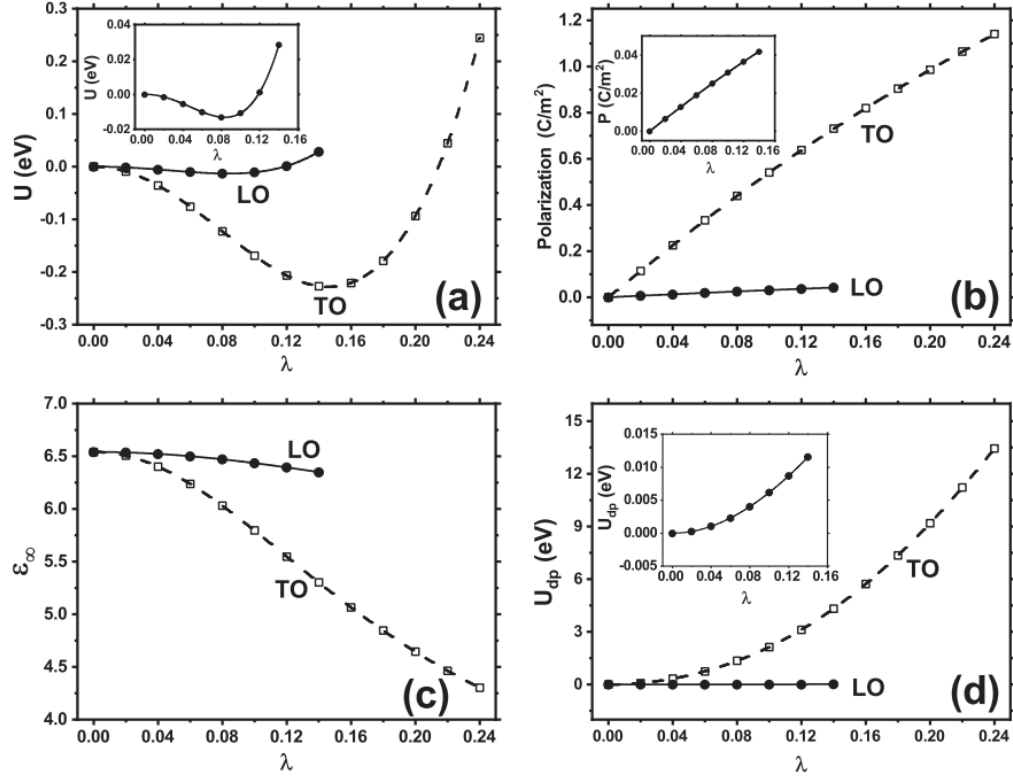 0.3
0.2
0.1
0.0
-0.1
-0.2
-0.3
U (eV)
0.04
0.02
0.00
-0.02
U (eV)
0.00 0.04 0.08 0.12 0.16
λ
LO
TO
(a)
0.00 0.04 0.08 0.12 0.16 0.20 0.24
λ
1.2
1.0
0.8
0.6
0.4
0.2
0.0
Polarization (C/m²)
0.04
0.02
0.00
P (C/m²)
0.00 0.04 0.08 0.12 0.16
λ
TO
LO
(b)
0.00 0.04 0.08 0.12 0.16 0.20 0.24
λ
7.0
6.5
6.0
5.5
5.0
4.5
4.0
ε∞
LO
TO
(c)
0.00 0.04 0.08 0.12 0.16 0.20 0.24
λ
15
12
9
6
3
0
U_dp (eV)
0.015
0.010
0.005
0.000
-0.005
U_dp (eV)
0.00 0.04 0.08 0.12 0.16
λ
TO
LO
(d)
0.00 0.04 0.08 0.12 0.16 0.20 0.24
λ